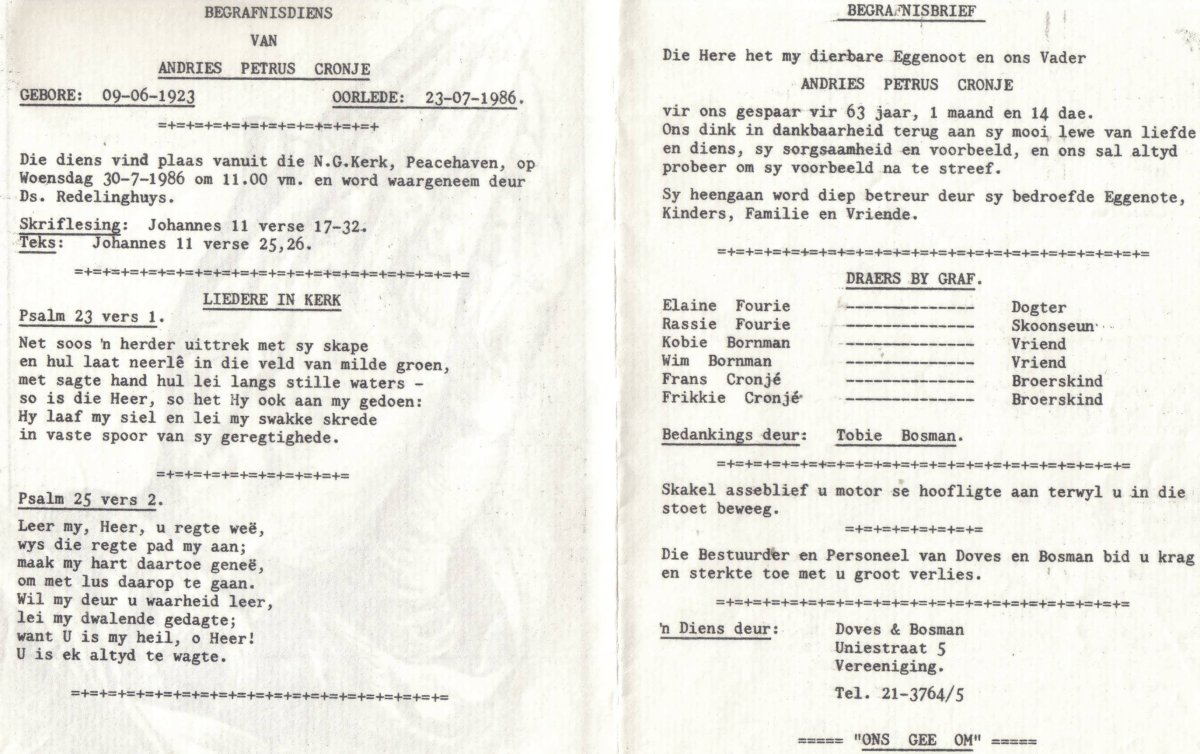 BEGRAFNISDIENS
VAN
ANDRIES PETRUS CRONJE
GEBORE: 09-06-1923 OORLEDE: 23-07-1986.
=+=+=+=+=+=+=+=+=+=+=+=+
Die diens vind plaas vanuit die N.G.Kerk, Peacehaven, op
Woensdag 30-7-1986 om 11.00 vm. en word waargeneem deur
Ds. Redelinghuys.
Skriflesing: Johannes 11 verse 17-32.
Teks: Johannes 11 verse 25,26.
=+=+=+=+=+=+=+=+=+=+=+=+=+=+=+=+=+=+=+=+=+=
LIEDERE IN KERK
Psalm 23 vers 1.
Net soos 'n herder uittrek met sy skape
en hul laat neerlê in die veld van milde groen,
met sagte hand hul lei langs stille waters -
so is die Heer, so het Hy ook aan my gedoen:
Hy laaf my siel en lei my swakke skrede
in vaste spoor van sy geregtighede.
=+=+=+=+=+=+=+=+=+=+=
Psalm 25 vers 2.
Leer my, Heer, u regte weë,
wys die regte pad my aan;
maak my hart daartoe geneë,
om met lus daarop te gaan.
Wil my deur u waarheid leer,
lei my dwalende gedagte;
want U is my heil, o Heer!
U is ek altyd te wagte.
=+=+=+=+=+=+=+=+=+=+=+=+=+=+=+=+=+=+=+=+=
BEGRAFNISBRIEF
Die Here het my dierbare Eggenoot en ons Vader
ANDRIES PETRUS CRONJE
vir ons gespaar vir 63 jaar, 1 maand en 14 dae.
Ons dink in dankbaarheid terug aan sy mooi lewe van liefde
en diens, sy sorgsaamheid en voorbeeld, en ons sal altyd
probeer om sy voorbeeld na te streef.
Sy heengaan word diep betreur deur sy bedroefde Eggenote,
Kinders, Familie en Vriende.
=+=+=+=+=+=+=+=+=+=+=+=+=+=+=+=+=+=+=+=+=+=+=+=
DRAERS BY GRAF.
Elaine Fourie -------------- Dogter
Rassie Fourie -------------- Skoonseun
Kobie Bornman -------------- Vriend
Wim Bornman -------------- Vriend
Frans Cronjé -------------- Broerskind
Frikkie Cronjé -------------- Broerskind
Bedankings deur: Tobie Bosman.
=+=+=+=+=+=+=+=+=+=+=+=+=+=+=+=+=+=+=+=+=+=+=
Skakel asseblief u motor se hoofligte aan terwyl u in die
stoet beweeg.
=+=+=+=+=+=+=+=
Die Bestuurder en Personeel van Doves en Bosman bid u krag
en sterkte toe met u groot verlies.
=+=+=+=+=+=+=+=+=+=+=+=+=+=+=+=+=+=+=+=+=+=+=
'n Diens deur: Doves & Bosman
Uniestraat 5
Vereeniging.
Tel. 21-3764/5
===== "ONS GEE OM" =====